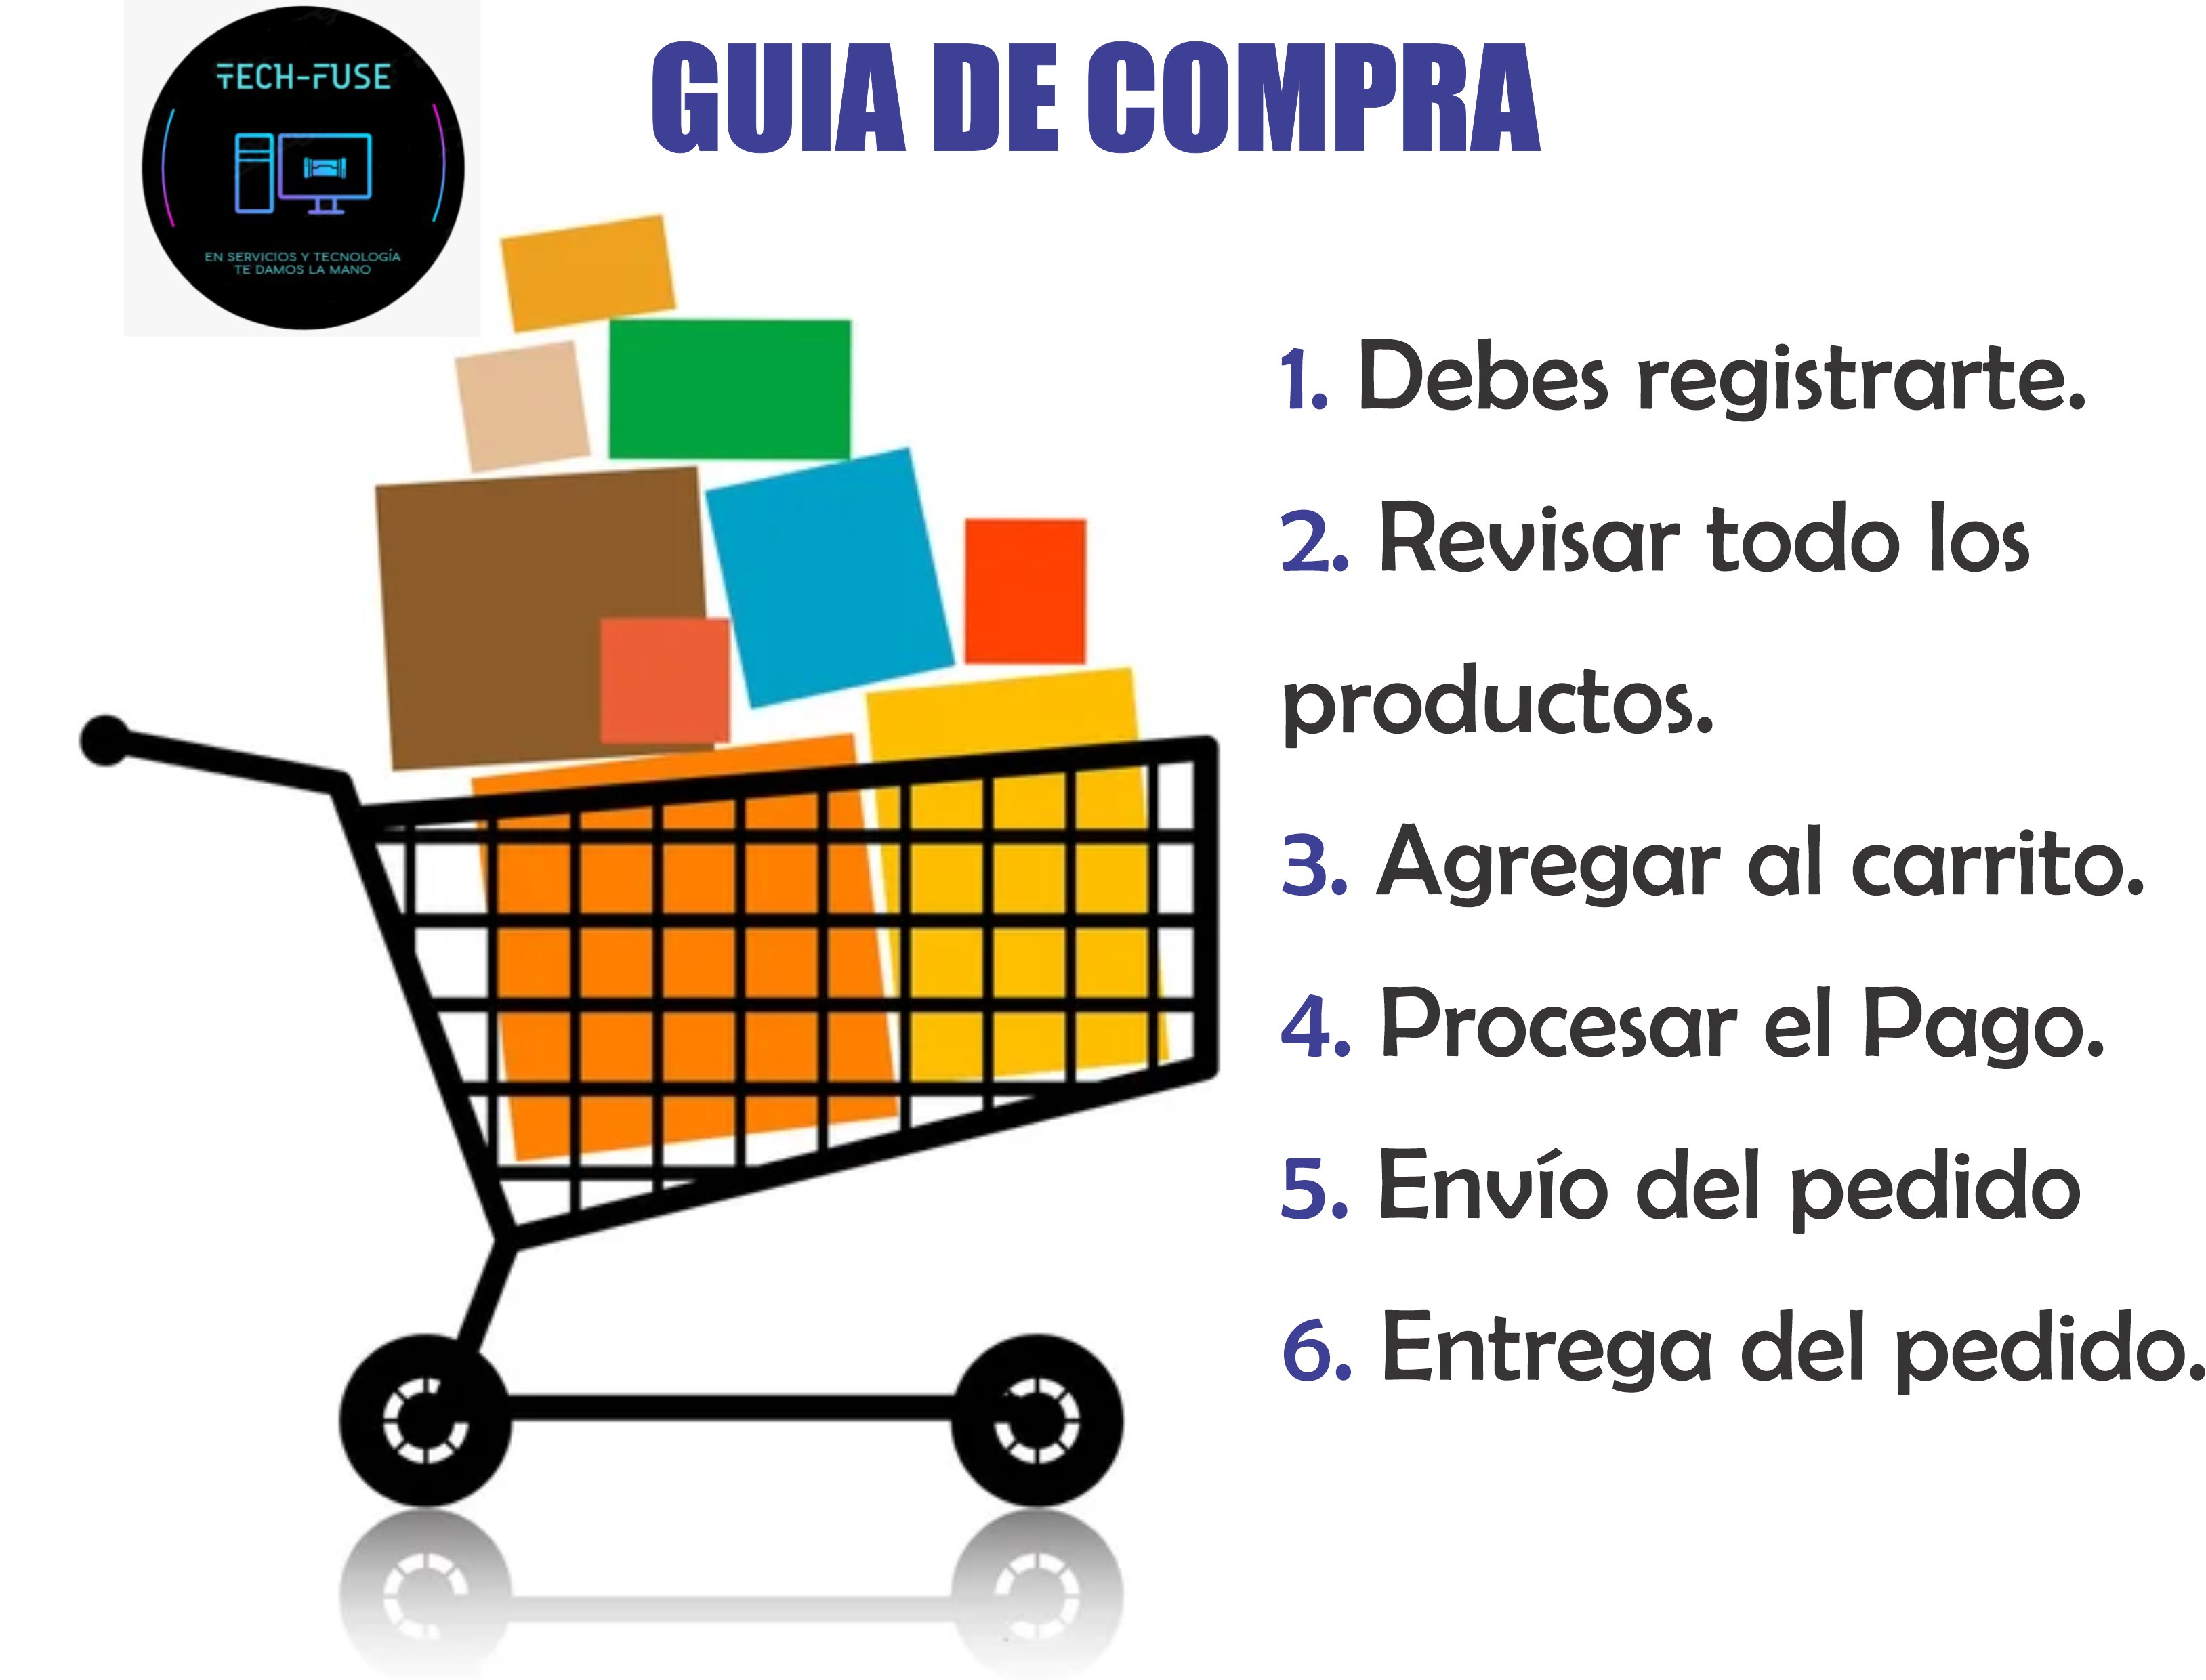 TECH-FUSE
EN SERVICIOS Y TECNOLOGÍA
TE DAMOS LA MANO
GUIA DE COMPRA
1. Debes registrarte.
2. Revisar todo los
productos.
3. Agregar al carrito.
4. Procesar el Pago.
5. Envío del pedido
6. Entrega del pedido.